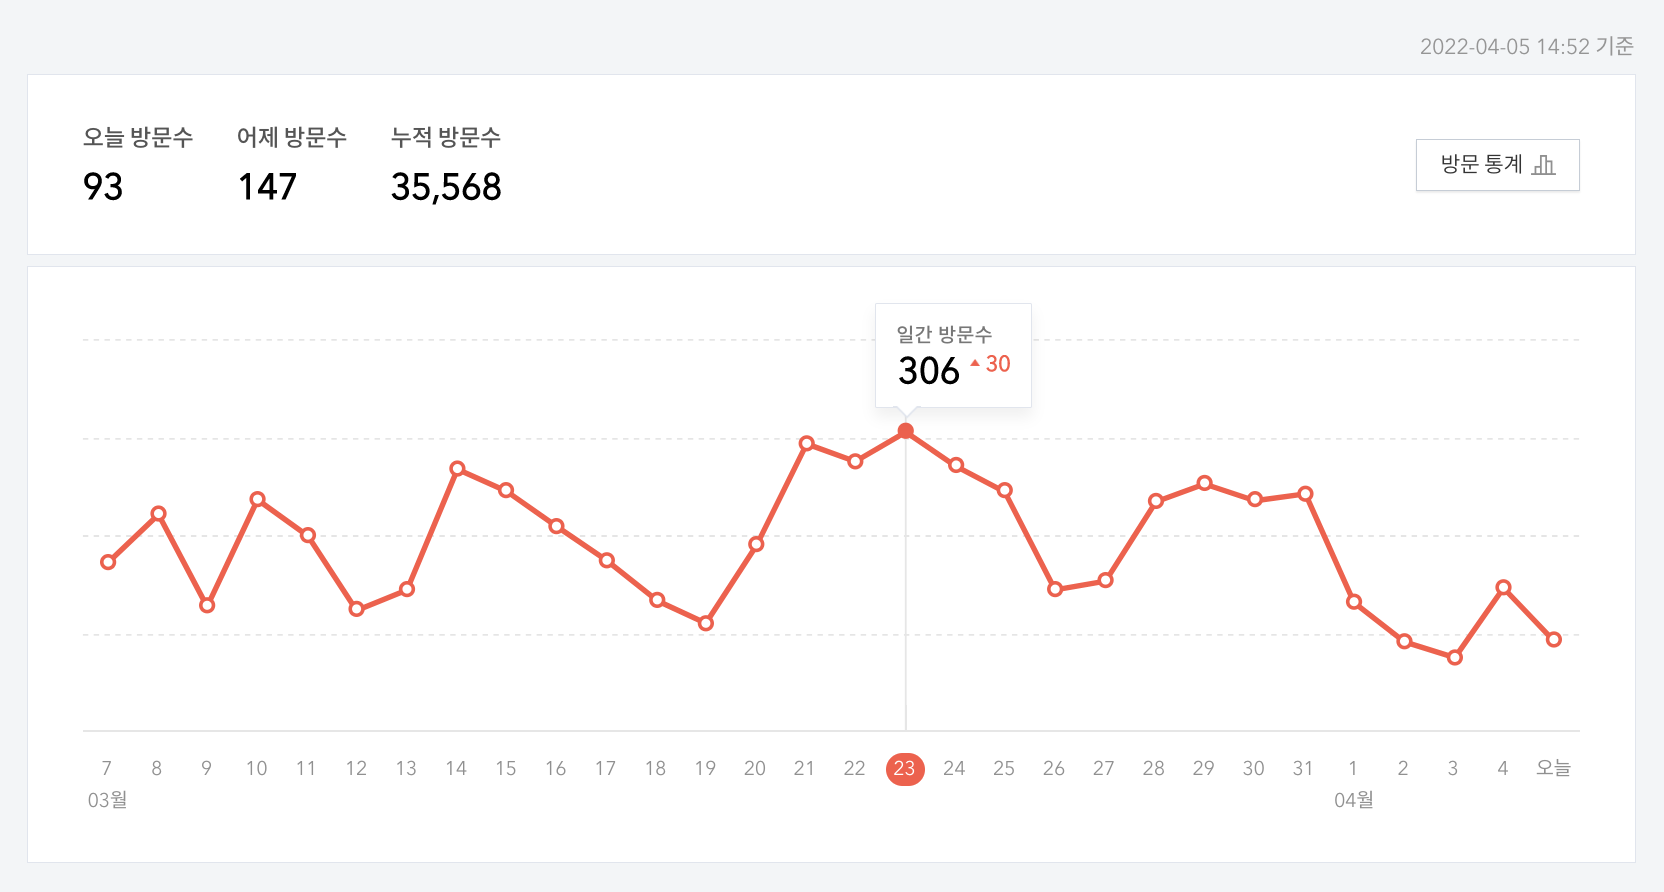 2022-04-05 14:52 기준
오늘 방문수 어제 방문수 누적 방문수
93 147 35,568
방문 통계
일간 방문수
306 ▲ 30
7 8 9 10 11 12 13 14 15 16 17 18 19 20 21 22 23 24 25 26 27 28 29 30 31 1 2 3 4 오늘
03월 04월